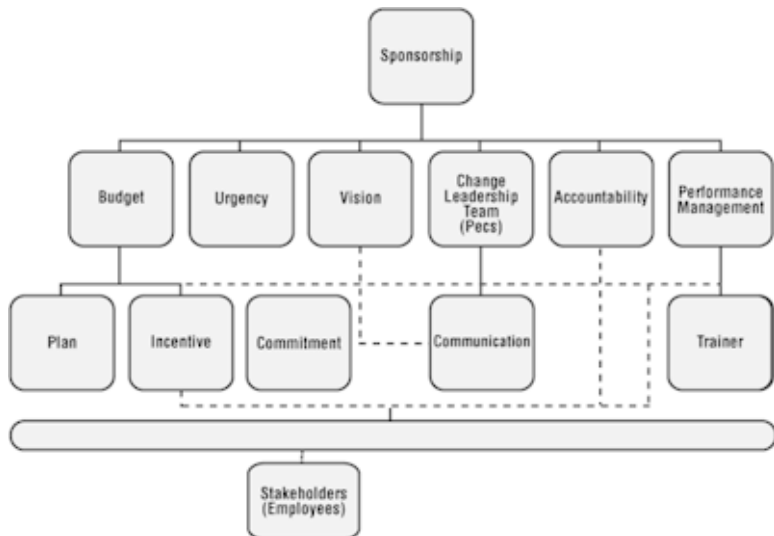 Sponsorship
Budget
Urgency
Vision
Change
Leadership
Team
(Pecs)
Accountability
Performance
Management
Plan
Incentive
Commitment
Communication
Trainer
Stakeholders
(Employees)